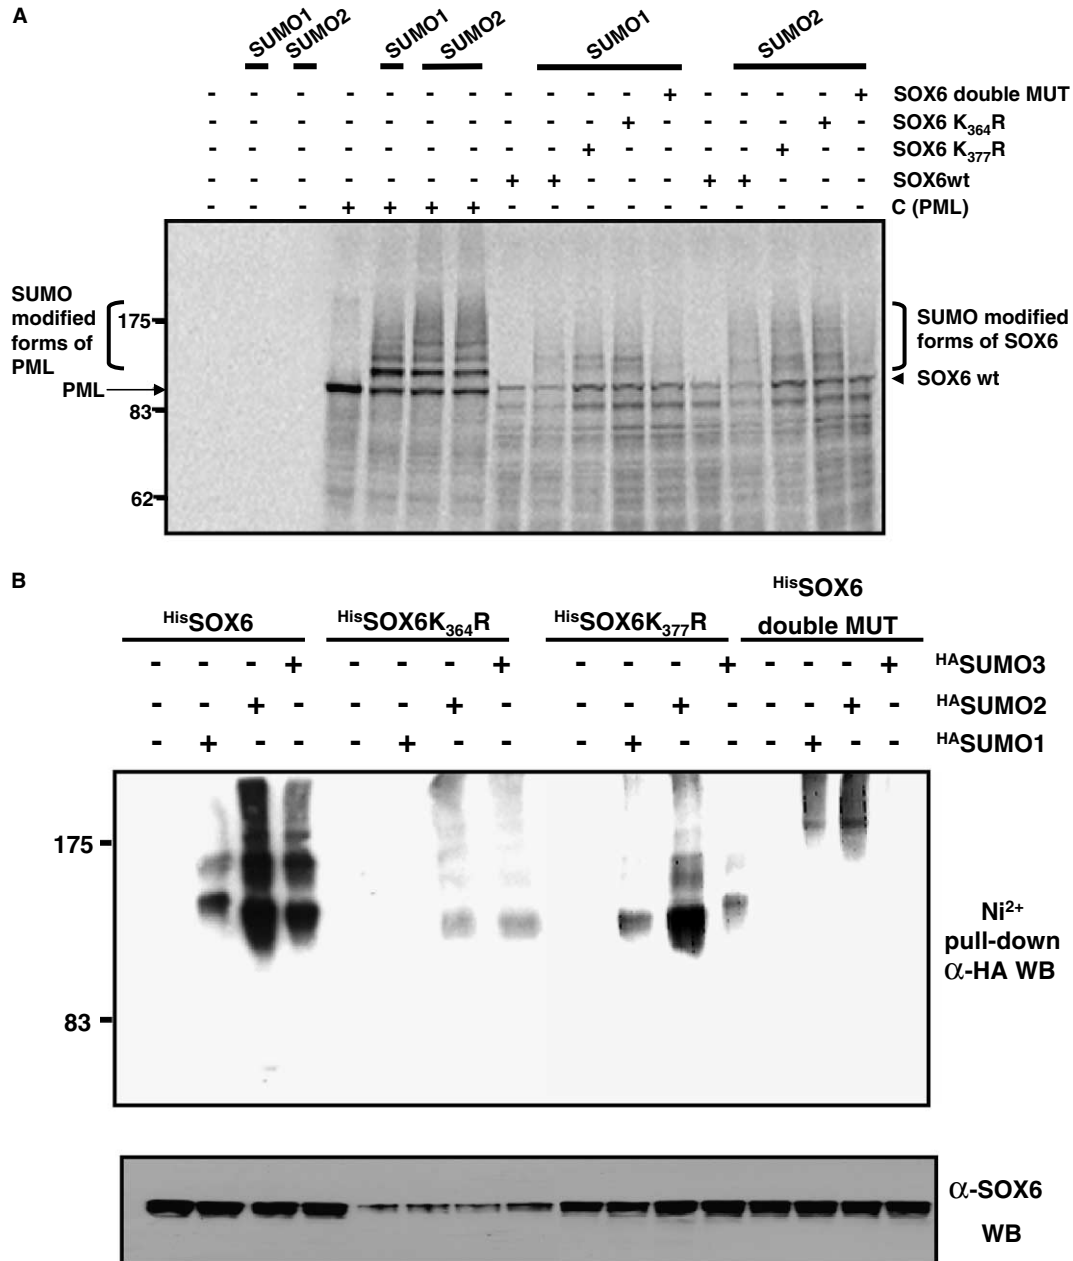 A
SUMO1 SUMO2 SUMO1 SUMO2 SUMO1 SUMO2
- - - - - - - - - - - + - - - - + SOX6 double MUT
- - - - - - - - - - + - - - - + - SOX6 K364R
- - - - - - - - - + - - - - + - - SOX6 K377R
- - - - - - - + + - - - + + - - - SOX6wt
- - - + + + + - - - - - - - - - - C (PML)
SUMO modified forms of PML
175
SUMO modified forms of SOX6
PML
SOX6 wt
83
62
B
HisSOX6 HisSOX6K364R HisSOX6K377R HisSOX6 double MUT
- - - + - - - + - - - + - - - + HASUMO3
- - + - - - + - - - + - - - + - HASUMO2
- + - - - + - - - + - - - + - - HASUMO1
175
83
Ni2+
pull-down
α-HA WB
α-SOX6
WB